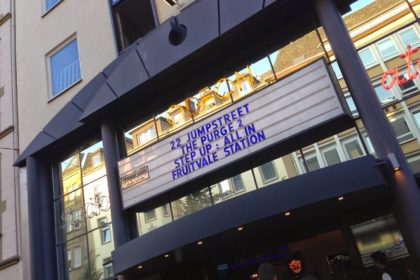 22 JUMPSTREET
THE PURGE 2
STEP UP : ALL IN
FRUITVALE STATION